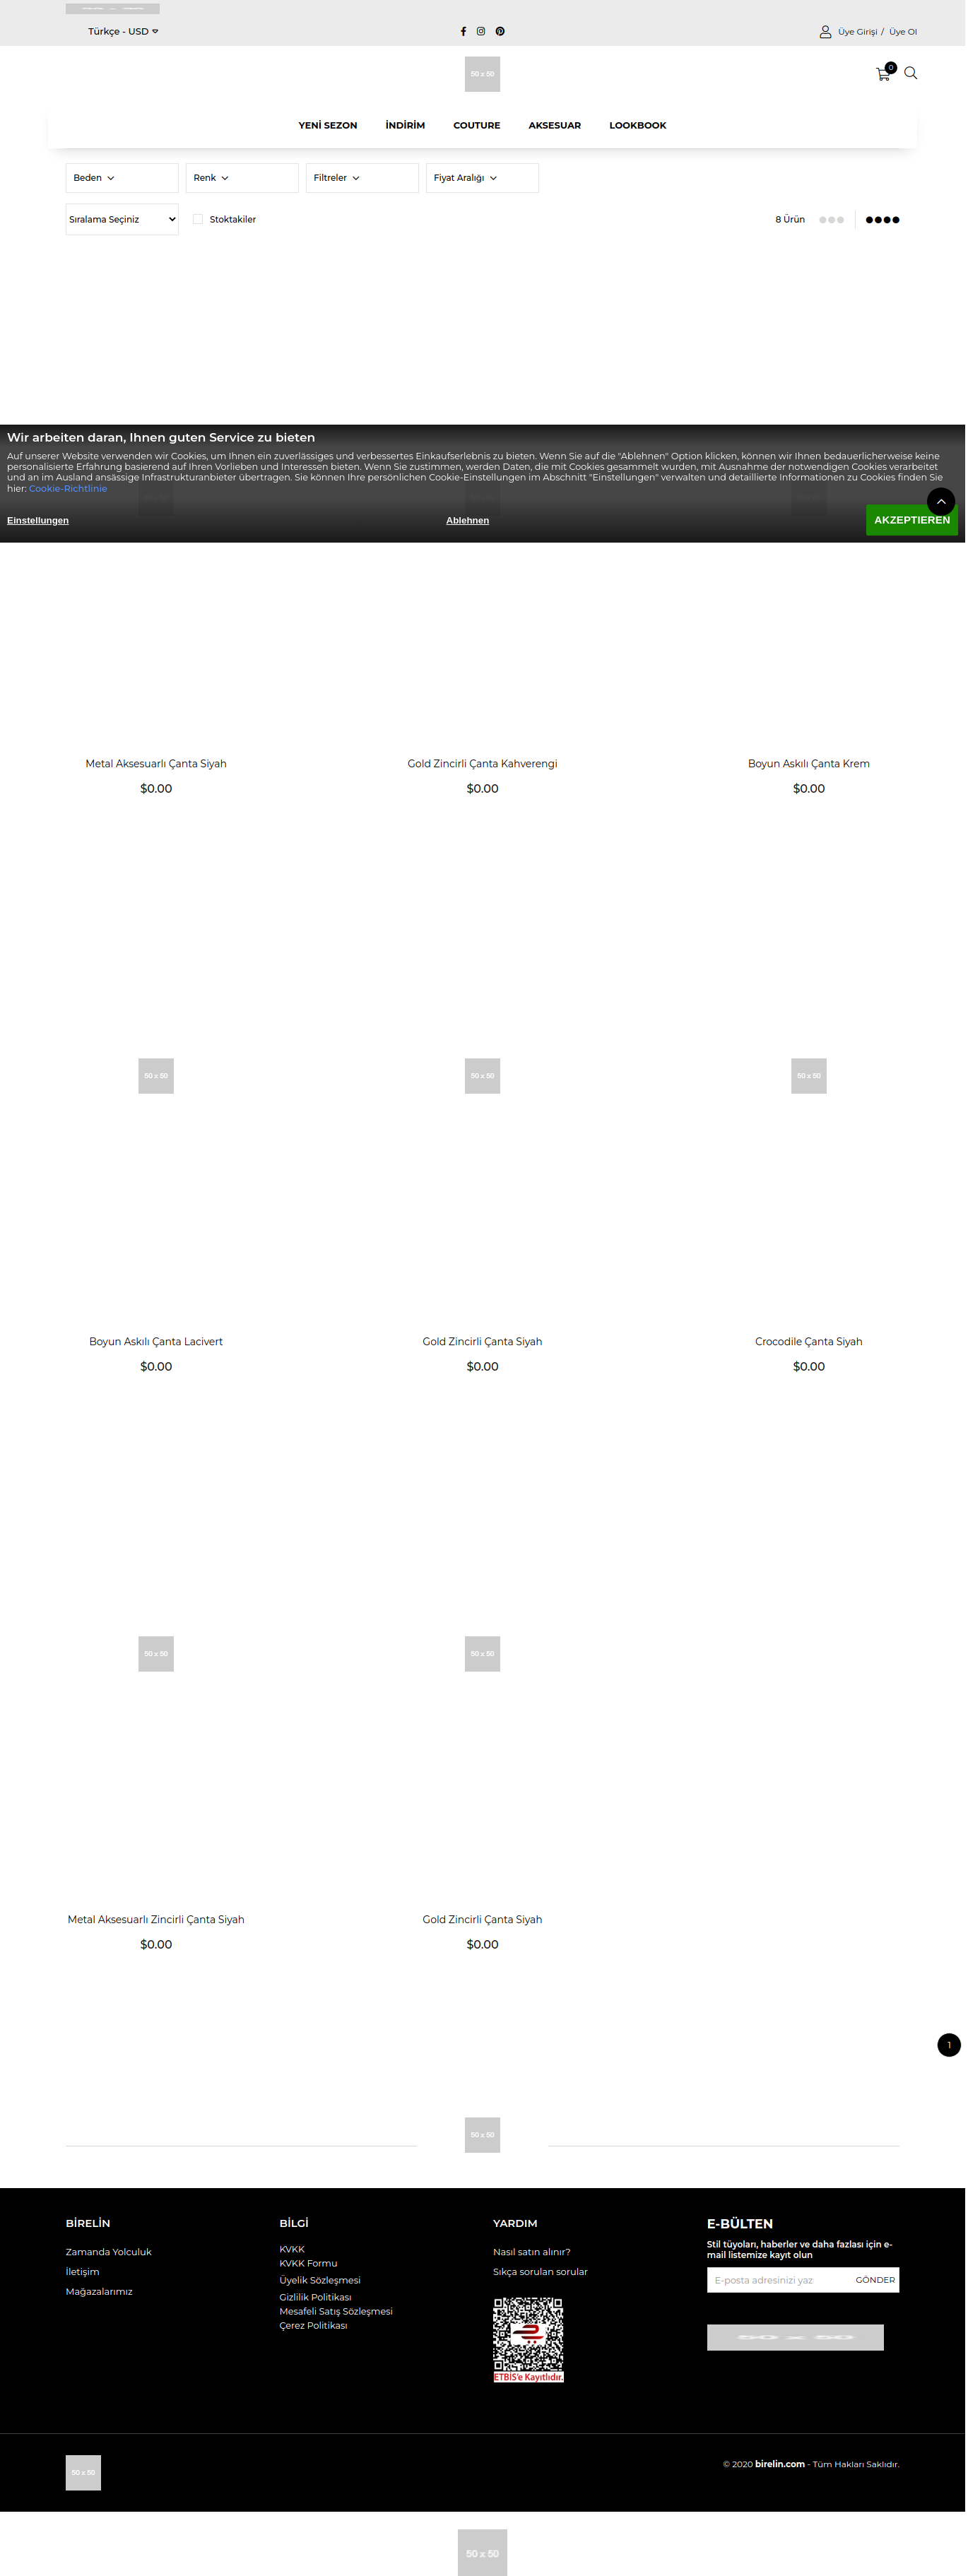 Türkçe - USD
Üye Girişi / Üye Ol
50 x 50
0
YENİ SEZON İNDİRİM COUTURE AKSESUAR LOOKBOOK
Beden Renk Filtreler Fiyat Aralığı
Sıralama Seçiniz Stoktakiler 8 Ürün
Wir arbeiten daran, Ihnen guten Service zu bieten
Auf unserer Website verwenden wir Cookies, um Ihnen ein zuverlässiges und verbessertes Einkaufserlebnis zu bieten. Wenn Sie auf die "Ablehnen" Option klicken, können wir Ihnen bedauerlicherweise keine
personalisierte Erfahrung basierend auf Ihren Vorlieben und Interessen bieten. Wenn Sie zustimmen, werden Daten, die mit Cookies gesammelt wurden, mit Ausnahme der notwendigen Cookies verarbeitet
und an im Ausland ansässige Infrastrukturanbieter übertragen. Sie können Ihre persönlichen Cookie-Einstellungen im Abschnitt "Einstellungen" verwalten und detaillierte Informationen zu Cookies finden Sie
hier: Cookie-Richtlinie
Einstellungen Ablehnen AKZEPTIEREN
Metal Aksesuarlı Çanta Siyah Gold Zincirli Çanta Kahverengi Boyun Askılı Çanta Krem
$0.00 $0.00 $0.00
50 x 50 50 x 50 50 x 50
Boyun Askılı Çanta Lacivert Gold Zincirli Çanta Siyah Crocodile Çanta Siyah
$0.00 $0.00 $0.00
50 x 50 50 x 50
Metal Aksesuarlı Zincirli Çanta Siyah Gold Zincirli Çanta Siyah
$0.00 $0.00
1
50 x 50
BİRELİN
Zamanda Yolculuk
İletişim
Mağazalarımız
BİLGİ
KVKK
KVKK Formu
Üyelik Sözleşmesi
Gizlilik Politikası
Mesafeli Satış Sözleşmesi
Çerez Politikası
YARDIM
Nasıl satın alınır?
Sıkça sorulan sorular
ETBİS'e Kayıtlıdır.
E-BÜLTEN
Stil tüyoları, haberler ve daha fazlası için e-
mail listemize kayıt olun
E-posta adresinizi yaz GÖNDER
50 x 50
50 x 50
© 2020 birelin.com - Tüm Hakları Saklıdır.
50 x 50